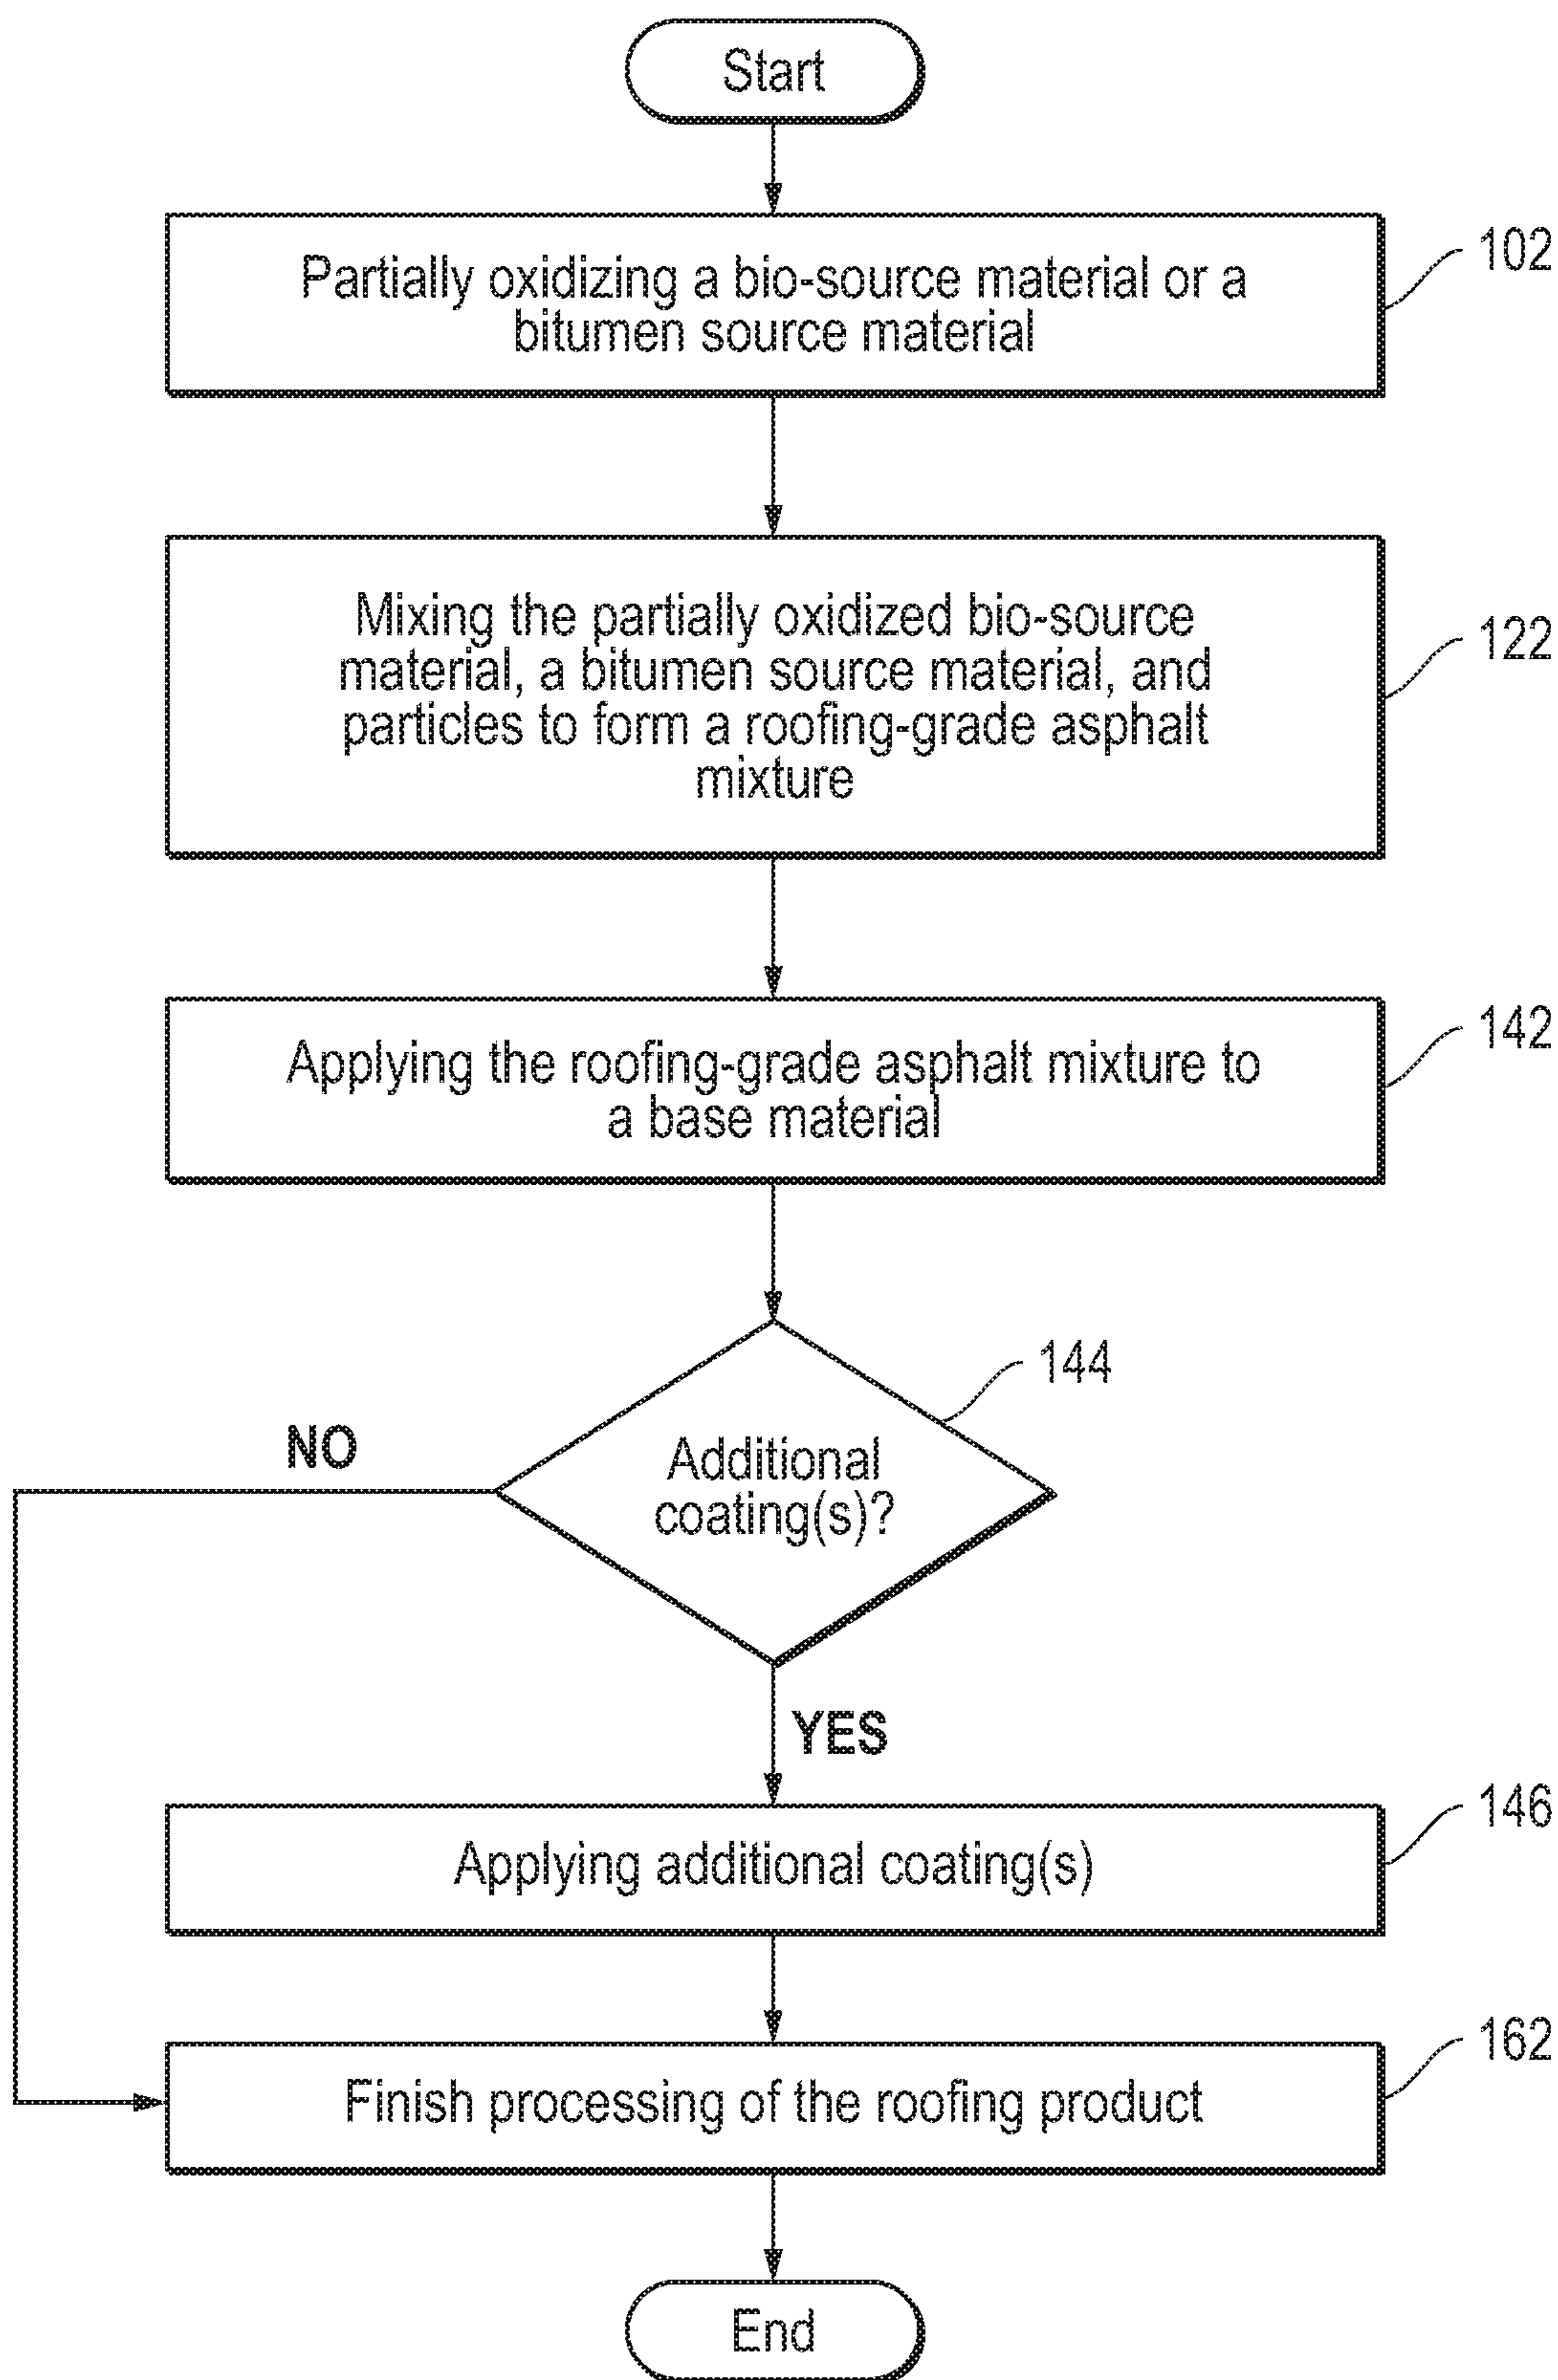 Start
Partially oxidizing a bio-source material or a
bitumen source material
102
Mixing the partially oxidized bio-source
material, a bitumen source material, and
particles to form a roofing-grade asphalt
mixture
122
Applying the roofing-grade asphalt mixture to
a base material
142
144
Additional
coating(s)?
NO
YES
Applying additional coating(s)
146
Finish processing of the roofing product
162
End